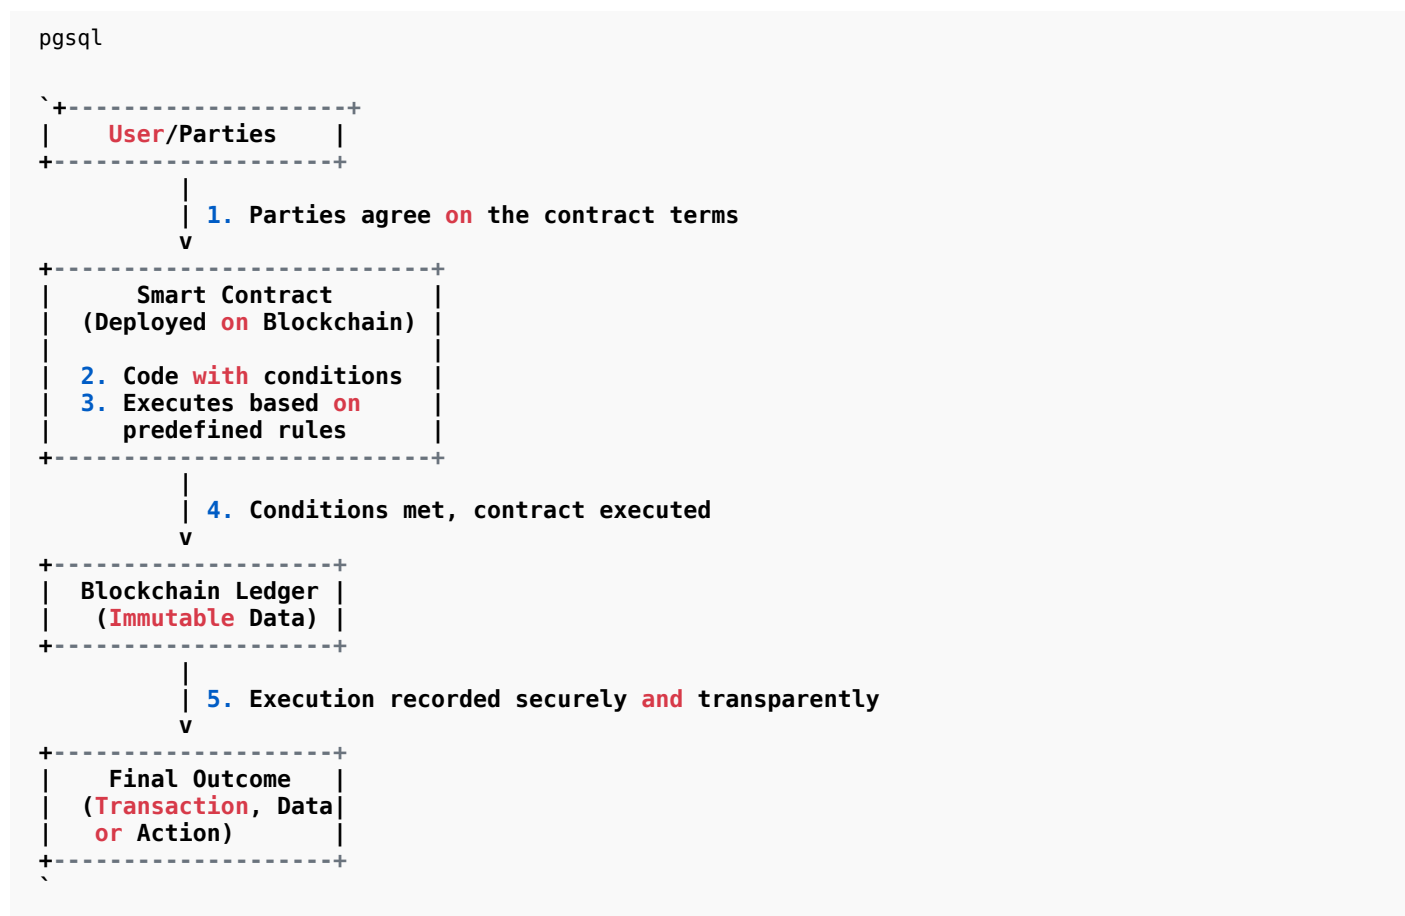 pgsql
`+--------------------+
|    User/Parties    |
+--------------------+
          |
          | 1. Parties agree on the contract terms
          v
+---------------------------+
|      Smart Contract       |
|  (Deployed on Blockchain) |
|                           |
|  2. Code with conditions  |
|  3. Executes based on     |
|     predefined rules      |
+---------------------------+
          |
          | 4. Conditions met, contract executed
          v
+--------------------+
|  Blockchain Ledger |
|   (Immutable Data) |
+--------------------+
          |
          | 5. Execution recorded securely and transparently
          v
+--------------------+
|    Final Outcome   |
|  (Transaction, Data|
|   or Action)       |
+--------------------+
`